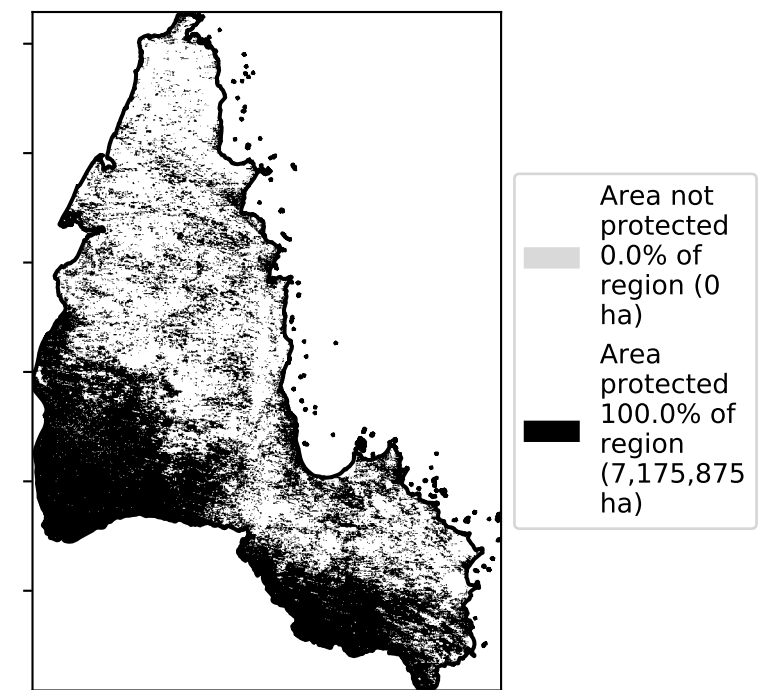 Area not
protected
0.0% of
region (0
ha)
Area
protected
100.0% of
region
(7,175,875
ha)